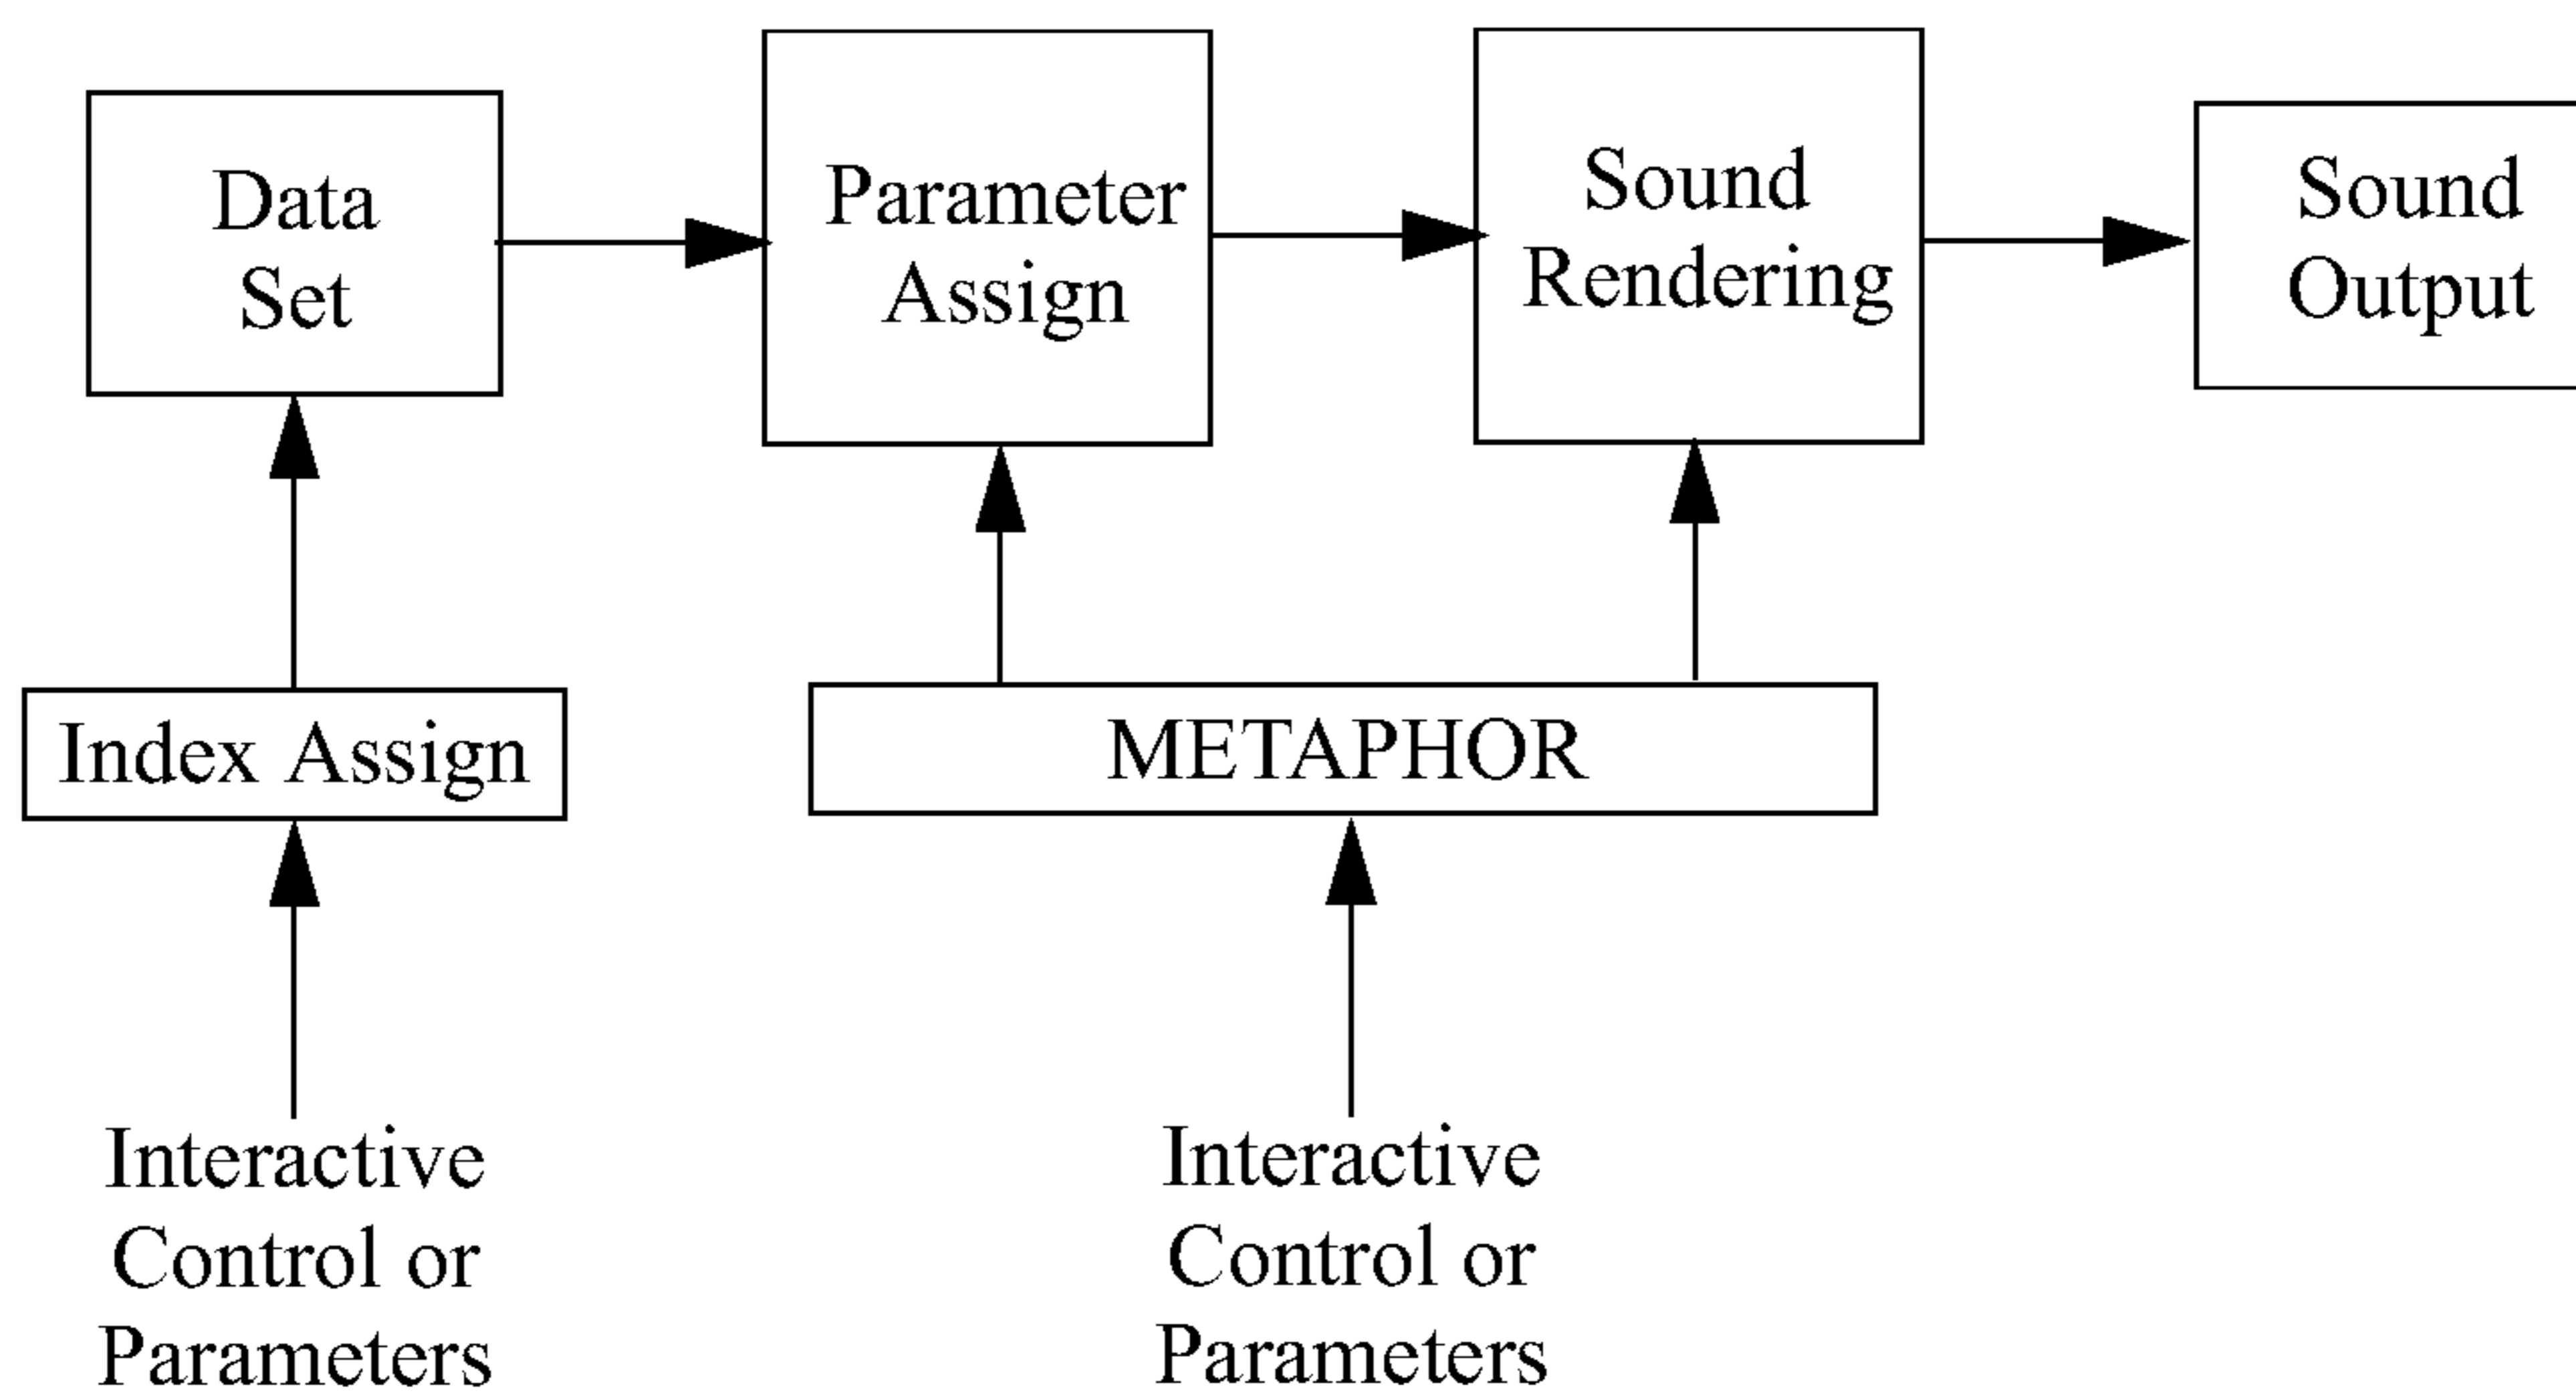 Data
Set
Parameter
Assign
Sound
Rendering
Sound
Output
Index Assign
METAPHOR
Interactive
Control or
Parameters
Interactive
Control or
Parameters